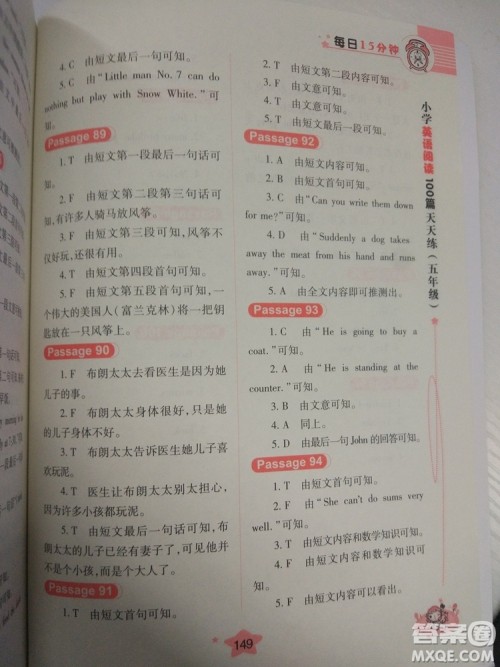 每日15分钟
4. C 由短文最后一句可知。
5. C 由“Little man No. 7 can do
nothing but play with Snow White.”可知。
Passage 89
1. T 由短文第一段最后一句话可知。
2. T 由短文第二段第三句话可知，
有许多人骑马放风筝。
3. F 由短文第三段可知，风筝不
仅好玩，还很有用。
4. T 由短文第四段首句可知。
5. F 由短文第五段首句可知，一
个伟大的美国人（富兰克林）将一把钥
匙文到在一只风筝上。
Passage 90
1. F 布朗太太去看医生是因为她
儿子的事。
2. F 布朗太太身体很好，只是她
的儿子身体不好。
3. T 布朗太太告诉医生她儿子喜
欢玩泥。
4. T 医生让布朗太太别太担心，
因为许多小孩都玩泥。
5. F 由短文最后一句话可知，布
朗太太的儿子已经有妻子了，可见他并
不是个小孩，而是个大人了。
Passage 91
1. T 由短文首句可知。
2. T 由短文第二段内容可知。
3. F 由文意可知。
4. F 由文意可知。
5. T 由短文最后一段可知。
Passage 92
1. A 由短文内容可知。
2. B 由短文首句可知。
3. C 由“Can you write them down
for me?”可知。
4. D 由“Suddenly a dog takes
away the meat from his hand and runs
away.”可知。
5. A 由全文内容即可推测出。
Passage 93
1. C 由“He is going to buy a
coat.”可知。
2. B 由“He is standing at the
counter.”可知。
3. B 由文意可知。
4. A 同上。
5. D 由最后一句John的回答可知。
Passage 94
1. T 由短文首句可知。
2. F 由“She can't do sums very
well.”可知。
3. T 由短文内容和数学知识可知。
4. F 由短文内容和数学知识可知。
5. F 由短文内容可以看出。
小学英语阅读100篇天天练（五年级）
149
答案圈
MXQE.COM